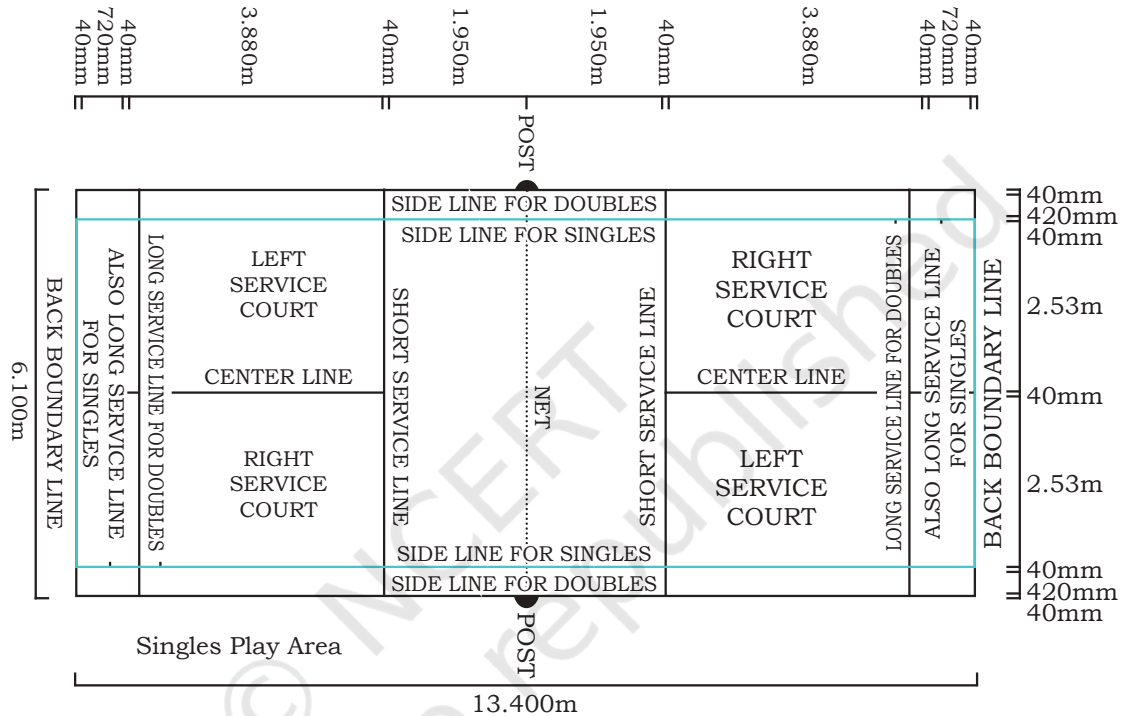 40mm
720mm
40mm
3.880m
40mm
1.950m
1.950m
40mm
3.880m
40mm
720mm
40mm
POST
SIDE LINE FOR DOUBLES
SIDE LINE FOR SINGLES
6.100m
BACK BOUNDARY LINE
ALSO LONG SERVICE LINE
FOR SINGLES
LONG SERVICE LINE FOR DOUBLES
LEFT
SERVICE
COURT
CENTER LINE
RIGHT
SERVICE
COURT
SHORT SERVICE LINE
NET
SHORT SERVICE LINE
RIGHT
SERVICE
COURT
CENTER LINE
LEFT
SERVICE
COURT
LONG SERVICE LINE FOR DOUBLES
ALSO LONG SERVICE LINE
FOR SINGLES
BACK BOUNDARY LINE
40mm
420mm
40mm
2.53m
40mm
2.53m
40mm
420mm
40mm
SIDE LINE FOR SINGLES
SIDE LINE FOR DOUBLES
POST
Singles Play Area
13.400m
© NCERT
republished